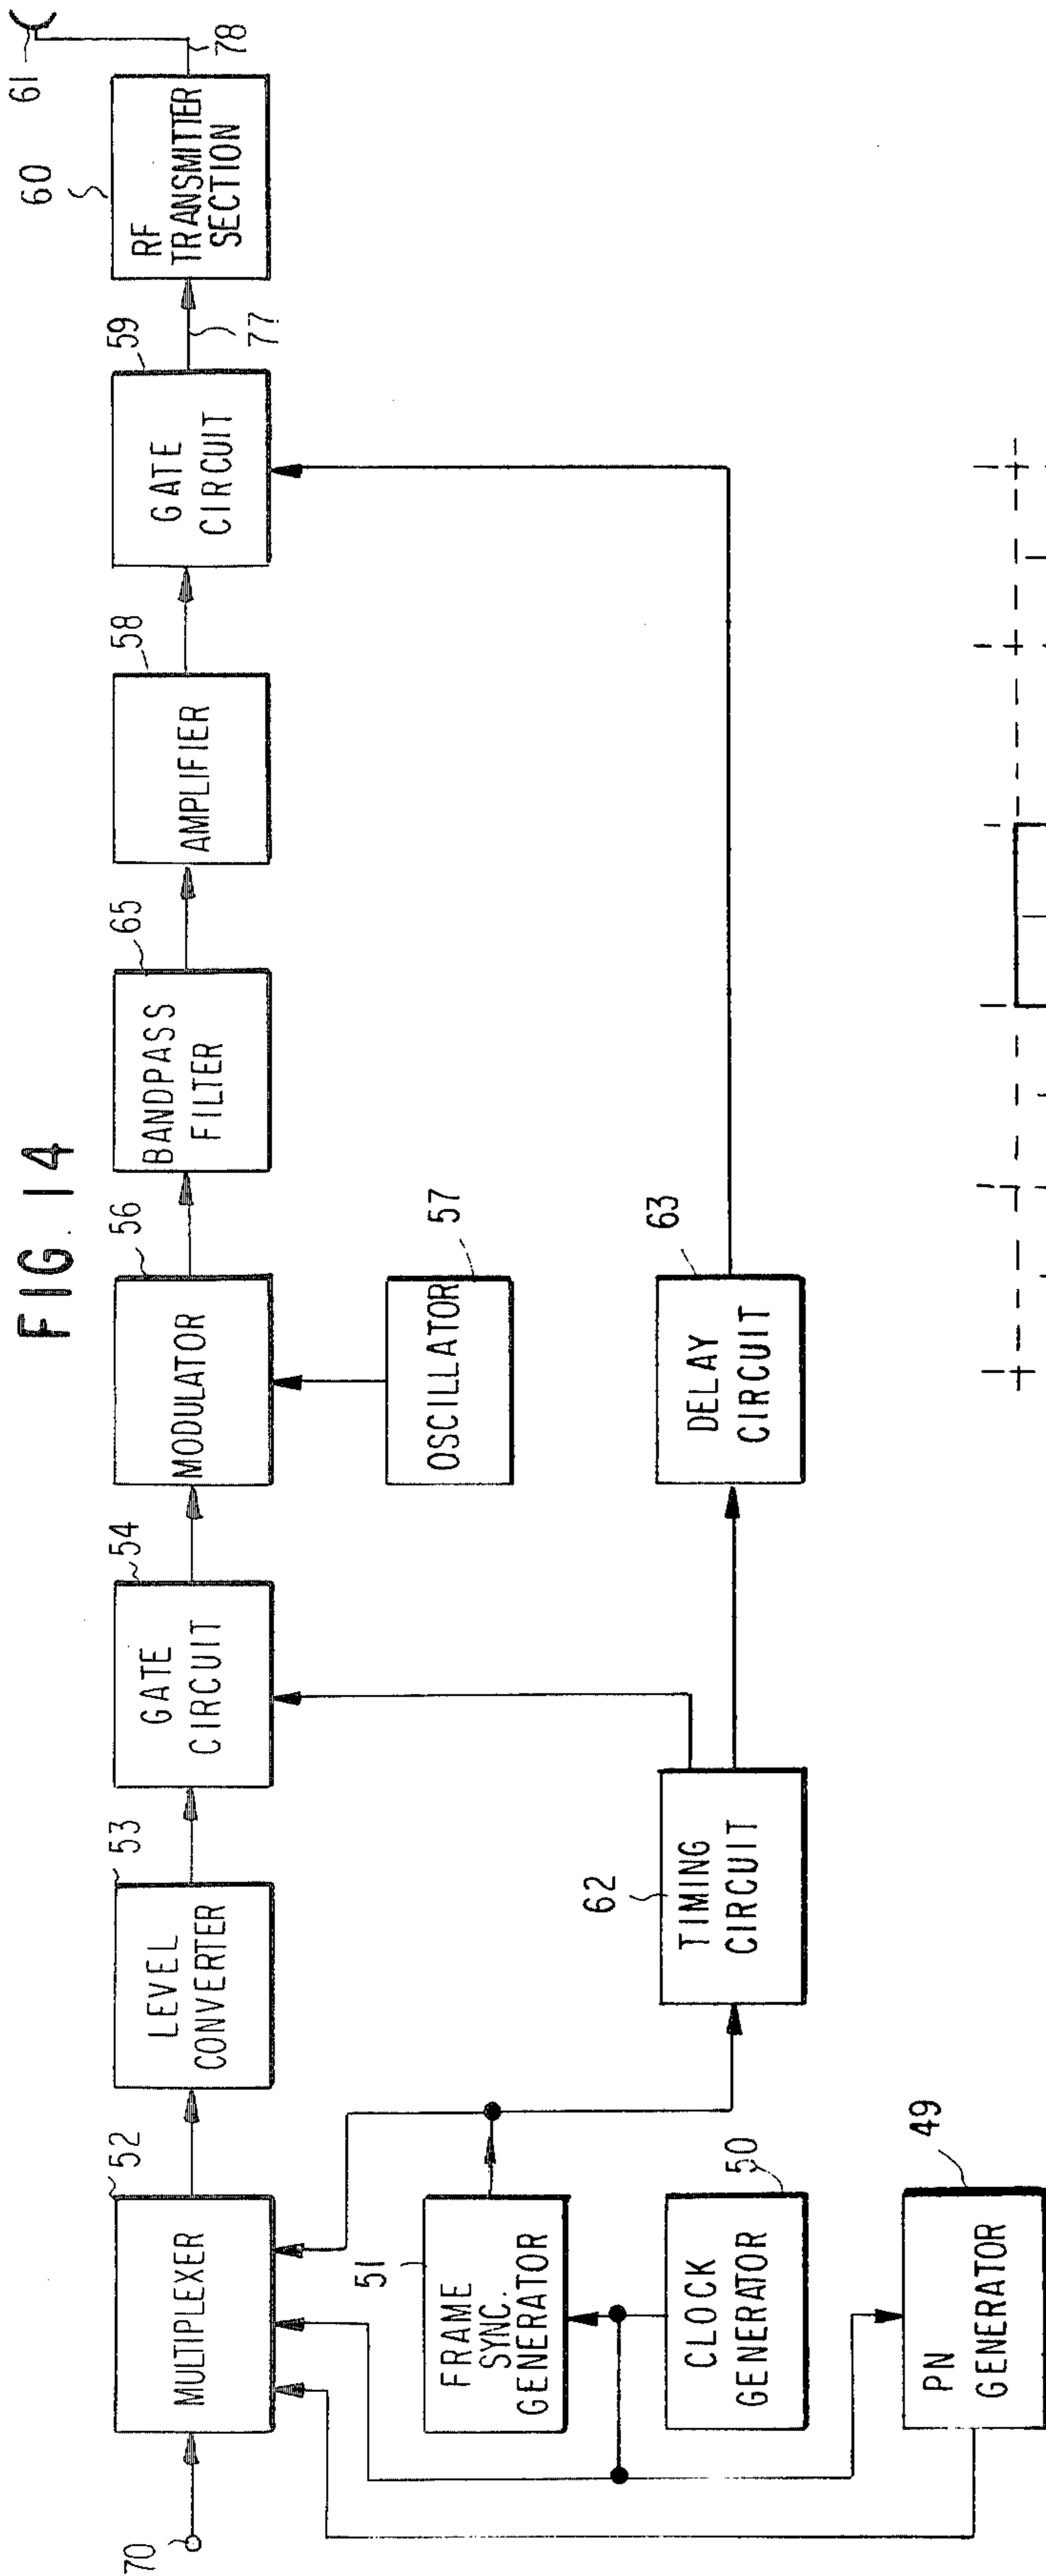 FIG. 14
70
MULTIPLEXER
52
LEVEL
CONVERTER
53
GATE
CIRCUIT
54
MODULATOR
56
BANDPASS
FILTER
65
AMPLIFIER
58
GATE
CIRCUIT
59
77
RF
TRANSMITTER
SECTION
60
78
61
OSCILLATOR
57
FRAME
SYNC.
GENERATOR
51
CLOCK
GENERATOR
50
PN
GENERATOR
49
TIMING
CIRCUIT
62
DELAY
CIRCUIT
63